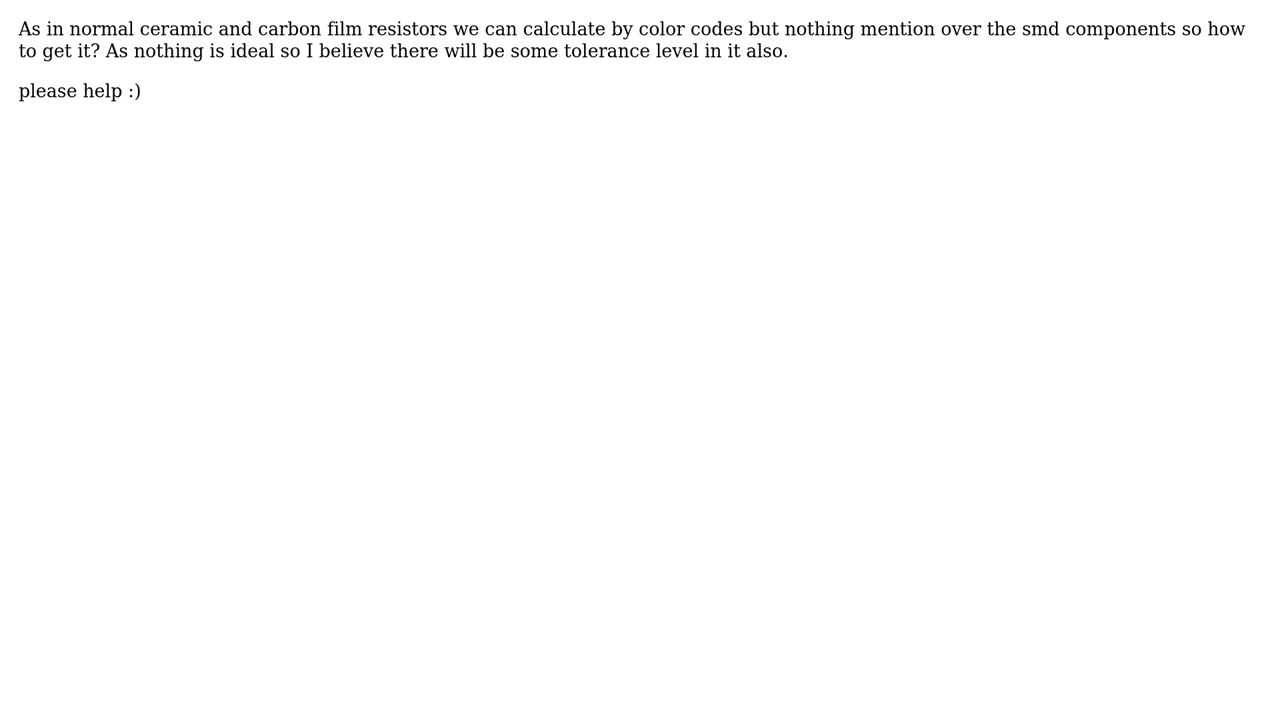 As in normal ceramic and carbon film resistors we can calculate by color codes but nothing mention over the smd components so how
to get it? As nothing is ideal so I believe there will be some tolerance level in it also.
please help :)